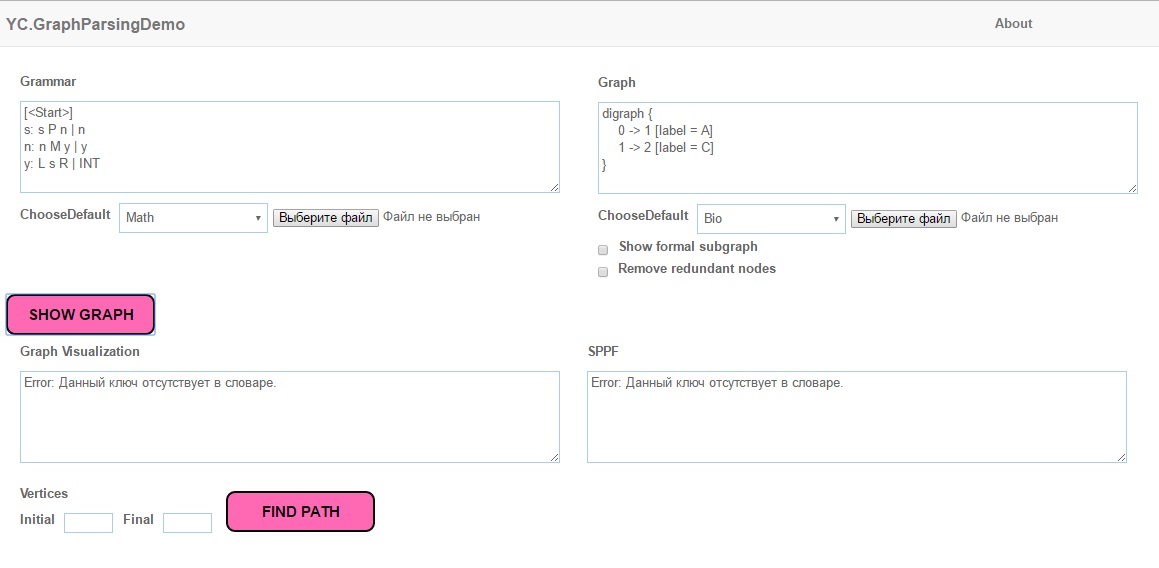 YC.GraphParsingDemo
About
Grammar
[<Start>]
s: s P n | n
n: n M y | y
y: L s R | INT
ChooseDefault Math Выберите файл Файл не выбран
Graph
digraph {
0 -> 1 [label = A]
1 -> 2 [label = C]
}
ChooseDefault Bio Выберите файл Файл не выбран
Show formal subgraph
Remove redundant nodes
SHOW GRAPH
Graph Visualization
Error: Данный ключ отсутствует в словаре.
SPPF
Error: Данный ключ отсутствует в словаре.
Vertices
Initial Final
FIND PATH